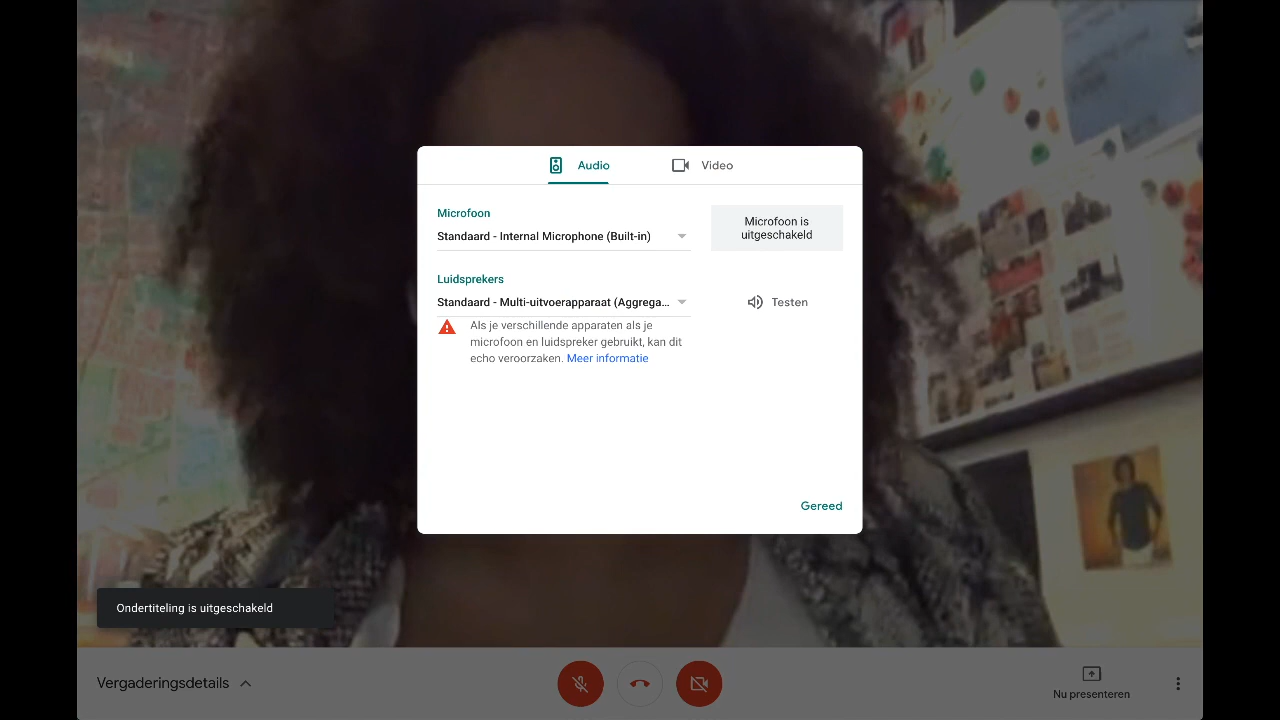 Audio
Video
Microfoon
Standaard - Internal Microphone (Built-in)
Microfoon is
uitgeschakeld
Luidsprekers
Standaard - Multi-uitvoerapparaat (Aggrega...
Testen
Als je verschillende apparaten als je
microfoon en luidspreker gebruikt, kan dit
echo veroorzaken. Meer informatie
Gereed
Ondertiteling is uitgeschakeld
Vergaderingsdetails
Nu presenteren